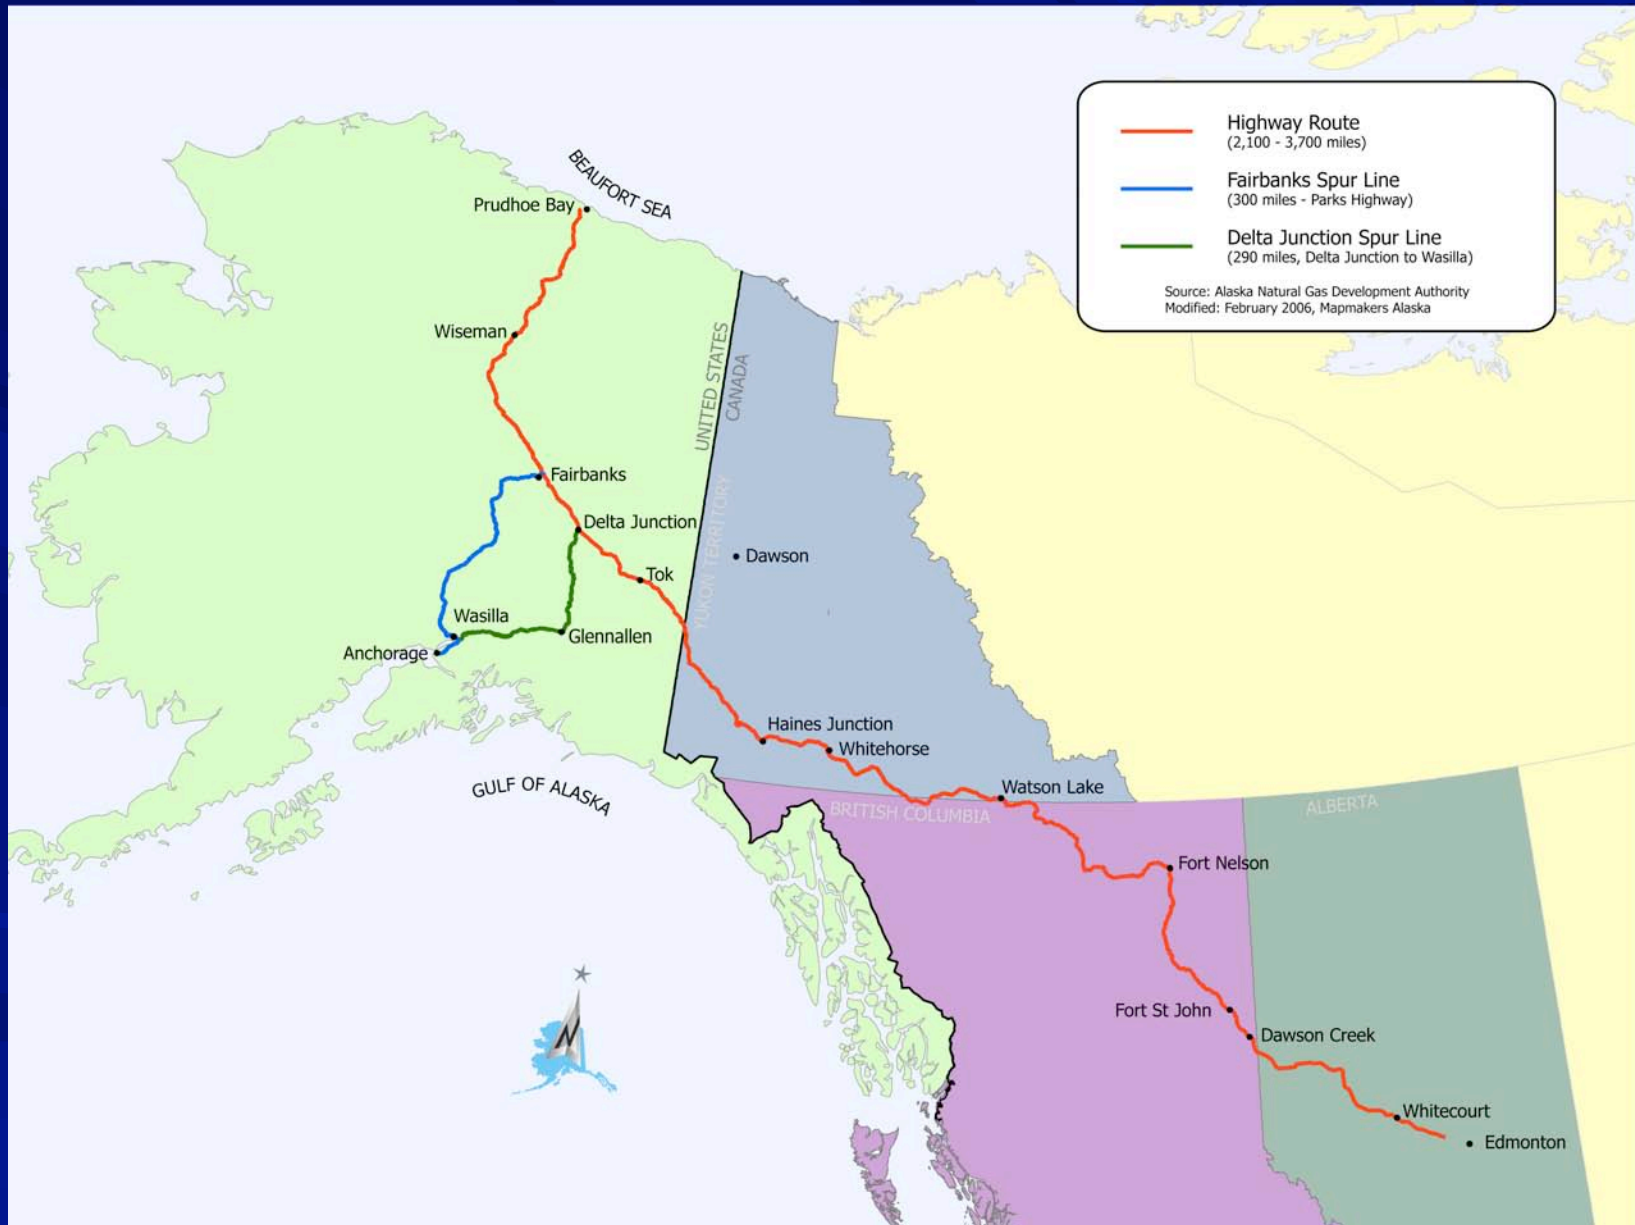 Highway Route
(2,100 - 3,700 miles)
Fairbanks Spur Line
(300 miles - Parks Highway)
Delta Junction Spur Line
(290 miles, Delta Junction to Wasilla)
Source: Alaska Natural Gas Development Authority
Modified: February 2006, Mapmakers Alaska
BEAUFORT SEA
Prudhoe Bay
Wiseman
UNITED STATES
CANADA
Fairbanks
YUKON TERRITORY
Delta Junction
Dawson
Tok
Wasilla
Glennallen
Anchorage
Haines Junction
Whitehorse
GULF OF ALASKA
Watson Lake
BRITISH COLUMBIA
ALBERTA
Fort Nelson
N
Fort St John
Dawson Creek
Whitecourt
Edmonton